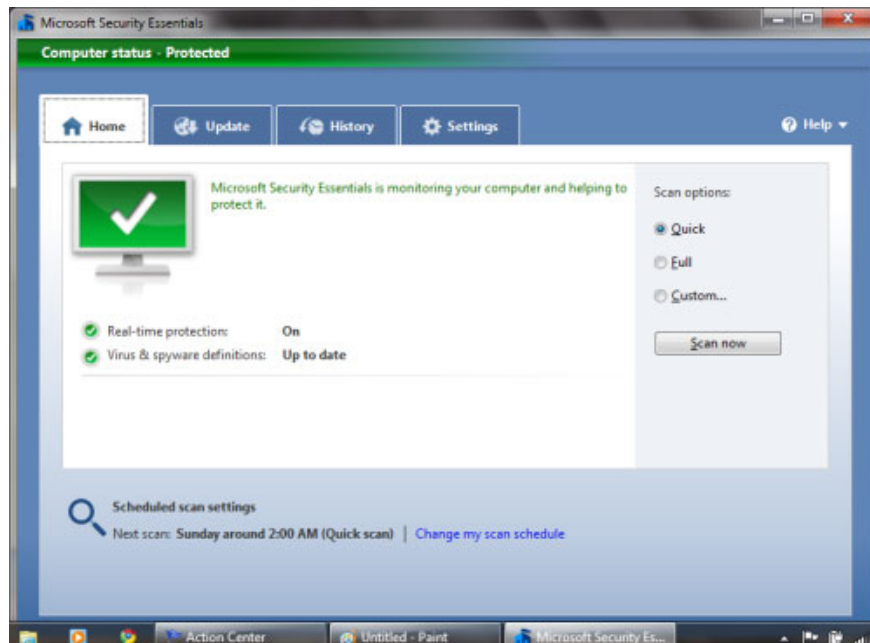 Microsoft Security Essentials
Computer status - Protected
Home
Update
History
Settings
Help
Microsoft Security Essentials is monitoring your computer and helping to
protect it.
Scan options:
Quick
Full
Custom...
Scan now
Real-time protection: On
Virus & spyware definitions: Up to date
Scheduled scan settings
Next scan: Sunday around 2:00 AM (Quick scan) | Change my scan schedule
Action Center
Untitled - Paint
Microsoft Security Es...